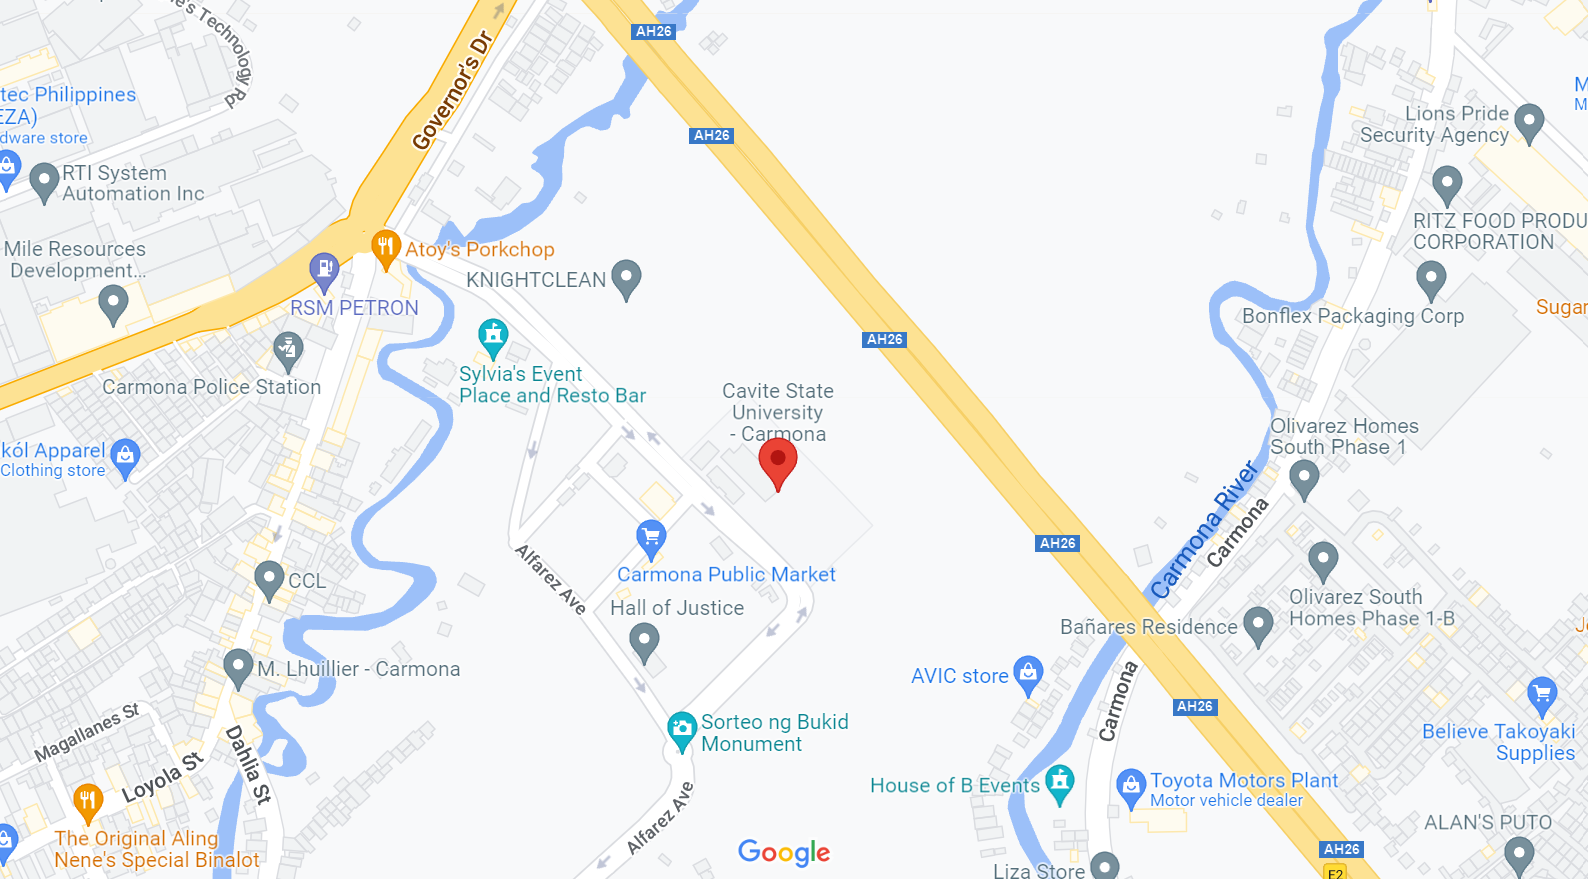 e's Technology Rd
AH26
Governor's Dr
tec Philippines
EZA)
dware store
AH26
Lions Pride
Security Agency
M
M
RTI System
Automation Inc
RITZ FOOD PRODU
CORPORATION
Mile Resources
Development...
Atoy's Porkchop
KNIGHTCLEAN
RSM PETRON
Bonflex Packaging Corp
Sugar
AH26
Carmona Police Station
Sylvia's Event
Place and Resto Bar
Cavite State
University
- Carmona
Olivarez Homes
South Phase 1
kól Apparel
Clothing store
Carmona River
Carmona
AH26
Alfarez Ave
Carmona Public Market
CCL
Hall of Justice
Olivarez South
Homes Phase 1-B
Bañares Residence
M. Lhuillier - Carmona
AVIC store
Carmona
AH26
Magallanes St
Sorteo ng Bukid
Monument
Believe Takoyaki
Supplies
Dahlia St
Loyola St
House of B Events
Toyota Motors Plant
Motor vehicle dealer
Alfarez Ave
The Original Aling
Nene's Special Binalot
Google
ALAN'S PUTO
AH26
Liza Store
E2